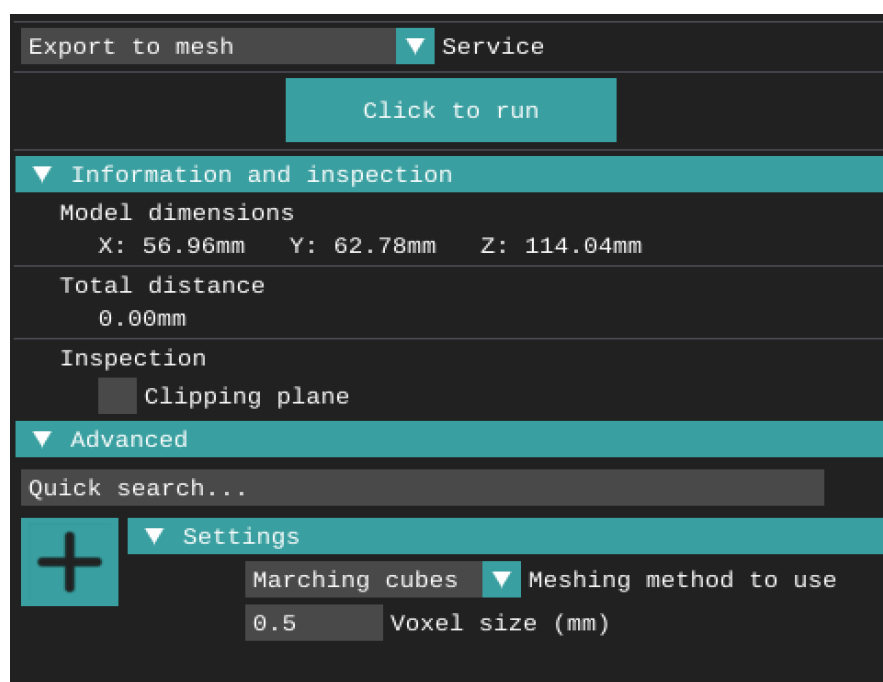 Export to mesh Service
Click to run
Information and inspection
Model dimensions
X: 56.96mm Y: 62.78mm Z: 114.04mm
Total distance
0.00mm
Inspection
Clipping plane
Advanced
Quick search...
Settings
Marching cubes Meshing method to use
0.5 Voxel size (mm)